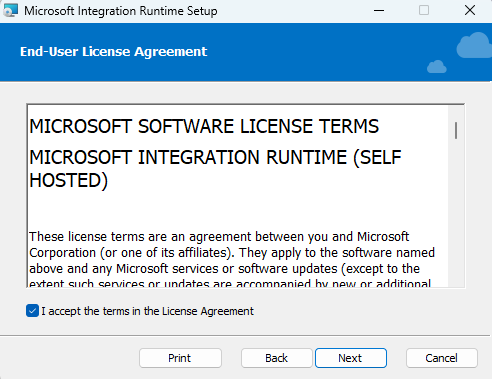 Microsoft Integration Runtime Setup
End-User License Agreement
MICROSOFT SOFTWARE LICENSE TERMS
MICROSOFT INTEGRATION RUNTIME (SELF
HOSTED)
These license terms are an agreement between you and Microsoft
Corporation (or one of its affiliates). They apply to the software named
above and any Microsoft services or software updates (except to the
extent such services or updates are accompanied by new or additional
I accept the terms in the License Agreement
Print Back Next Cancel